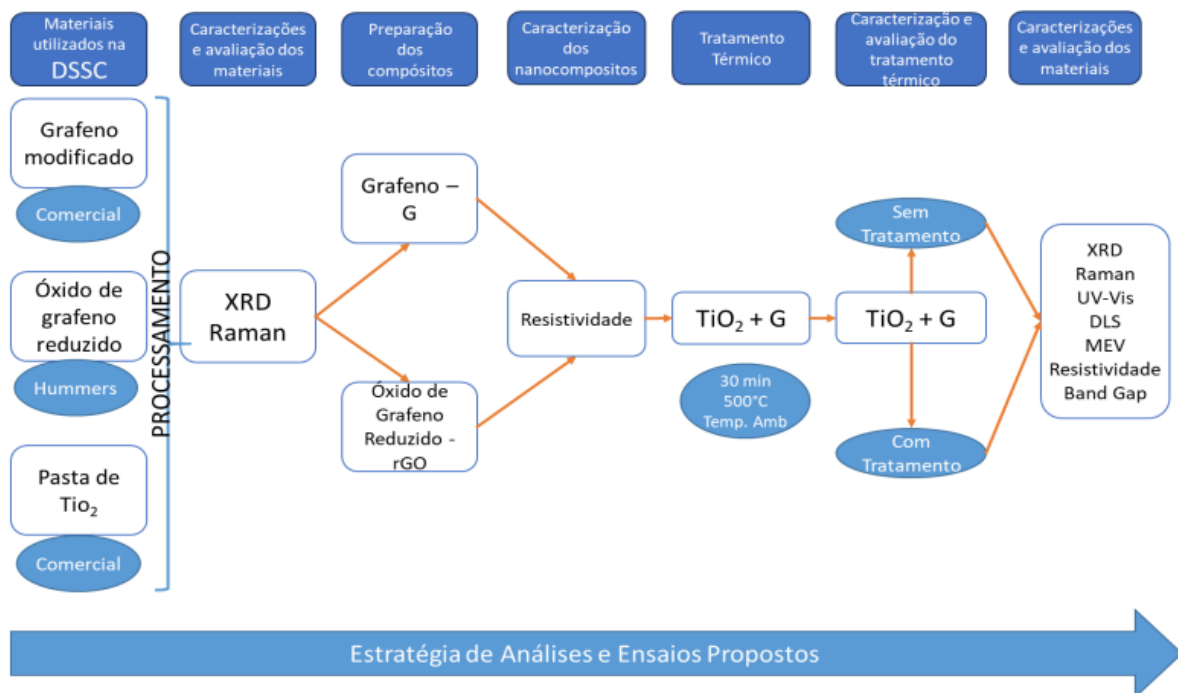 Materiais
utilizados na
DSSC
Caracterizações
e avaliação dos
materiais
Preparação
dos
compósitos
Caracterização
dos
nanocompositos
Tratamento
Térmico
Caracterização e
avaliação do
tratamento
térmico
Caracterizações
e avaliação dos
materiais
Grafeno
modificado
Comercial
Óxido de
grafeno
reduzido
Hummers
Pasta de
Tio₂
Comercial
PROCESSAMENTO
XRD
Raman
Grafeno –
G
Óxido de
Grafeno
Reduzido -
rGO
Resistividade
TiO₂ + G
30 min
500°C
Temp. Amb
Sem
Tratamento
TiO₂ + G
Com
Tratamento
XRD
Raman
UV-Vis
DLS
MEV
Resistividade
Band Gap
Estratégia de Análises e Ensaios Propostos